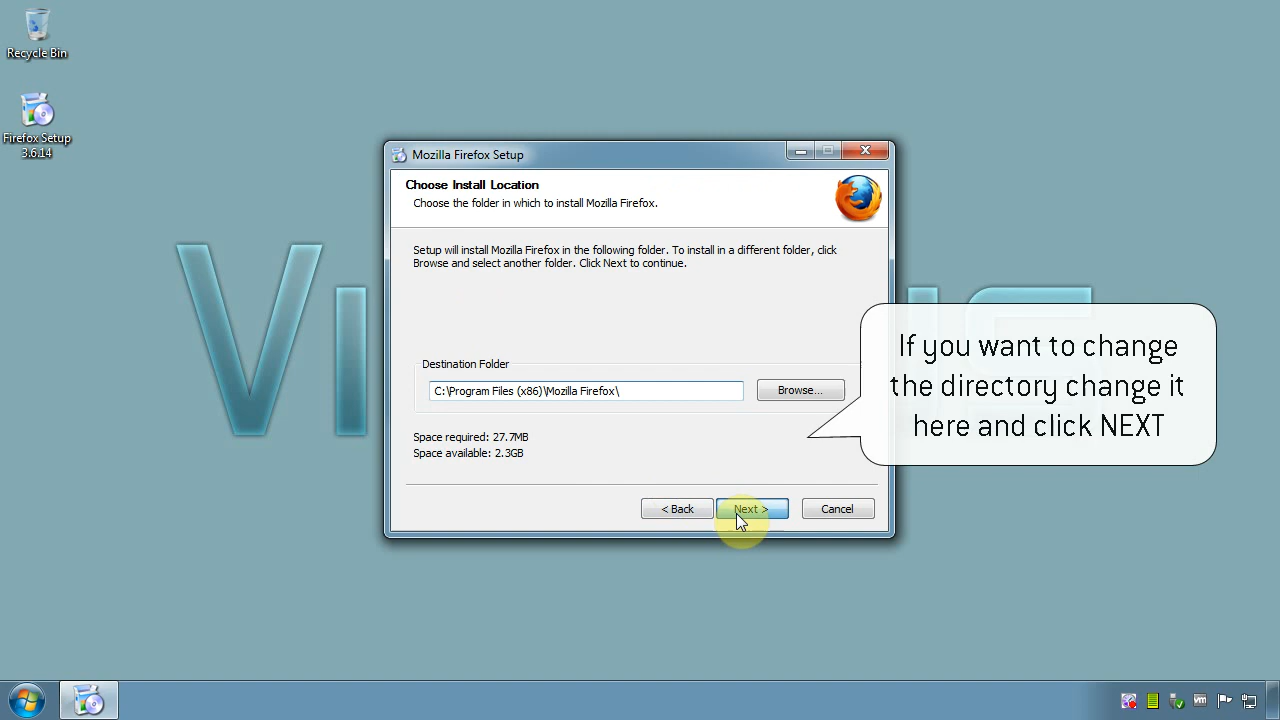 Recycle Bin
Firefox Setup
3.6.14
Mozilla Firefox Setup
Choose Install Location
Choose the folder in which to install Mozilla Firefox.
Setup will install Mozilla Firefox in the following folder. To install in a different folder, click
Browse and select another folder. Click Next to continue.
Destination Folder
C:\Program Files (x86)\Mozilla Firefox\
Browse...
Space required: 27.7MB
Space available: 2.3GB
< Back
Next >
Cancel
If you want to change
the directory change it
here and click NEXT